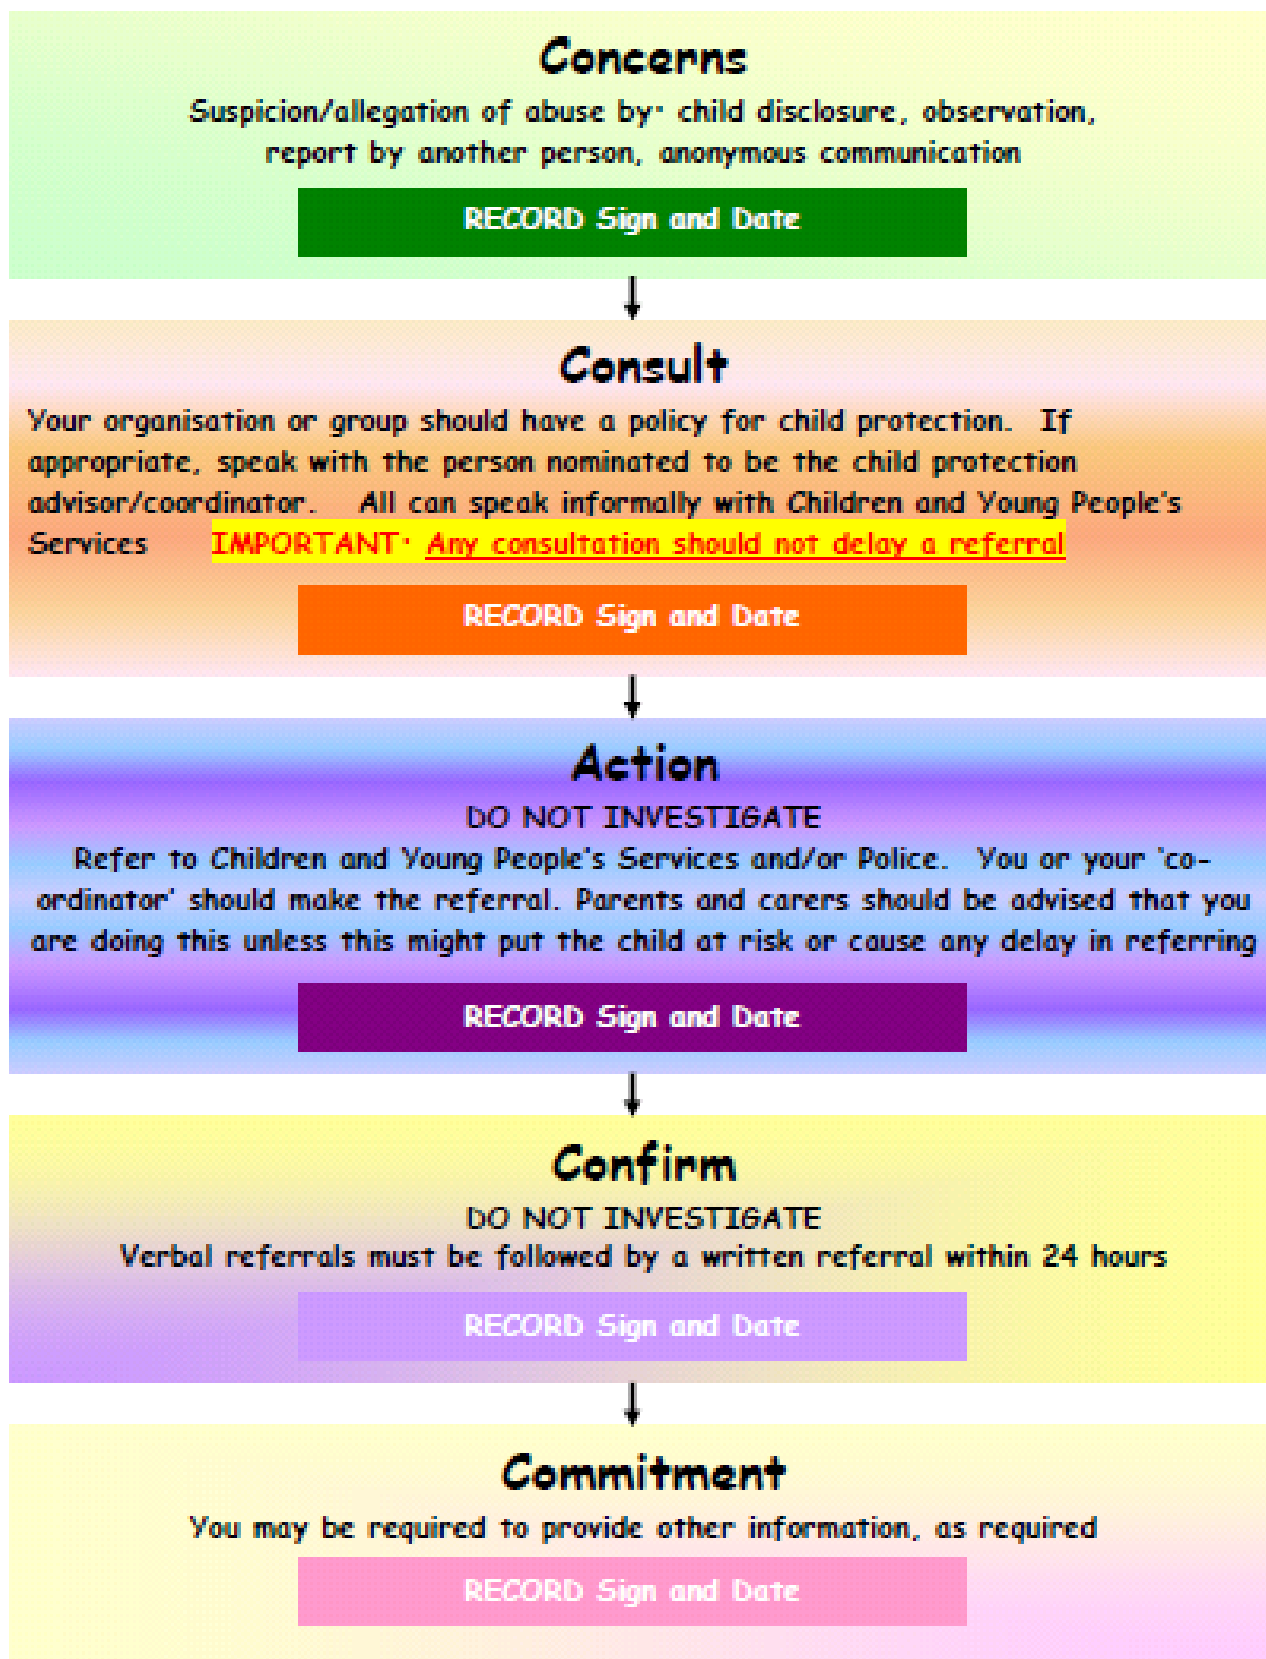 Concerns
Suspicion/allegation of abuse by· child disclosure, observation,
report by another person, anonymous communication
RECORD Sign and Date
Consult
Your organisation or group should have a policy for child protection. If
appropriate, speak with the person nominated to be the child protection
advisor/coordinator. All can speak informally with Children and Young People's
Services IMPORTANT· Any consultation should not delay a referral
RECORD Sign and Date
Action
DO NOT INVESTIGATE
Refer to Children and Young People's Services and/or Police. You or your 'co-
ordinator' should make the referral. Parents and carers should be advised that you
are doing this unless this might put the child at risk or cause any delay in referring
RECORD Sign and Date
Confirm
DO NOT INVESTIGATE
Verbal referrals must be followed by a written referral within 24 hours
RECORD Sign and Date
Commitment
You may be required to provide other information, as required
RECORD Sign and Date